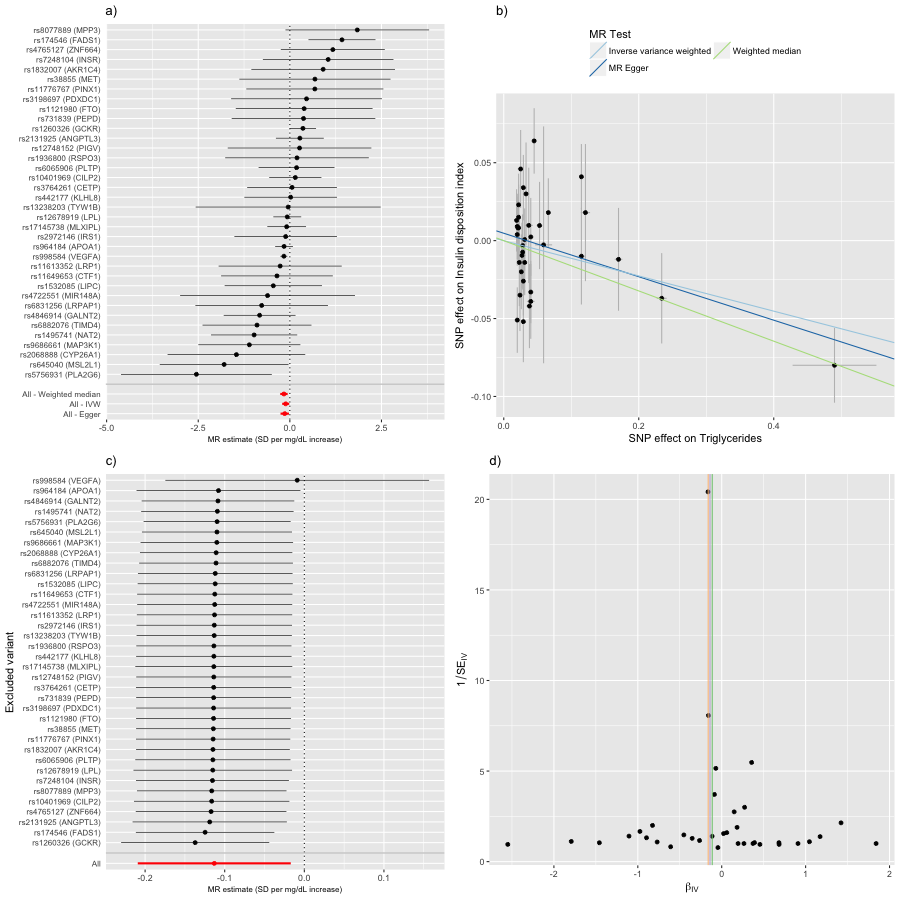 a)
rs8077889 (MPP3)
rs174546 (FADS1)
rs4765127 (ZNF664)
rs7248104 (INSR)
rs1832007 (AKR1C4)
rs38855 (MET)
rs11776767 (PINX1)
rs3198697 (PDXDC1)
rs1121980 (FTO)
rs731839 (PEPD)
rs1260326 (GCKR)
rs2131925 (ANGPTL3)
rs12748152 (PIGV)
rs1936800 (RSPO3)
rs6065906 (PLTP)
rs10401969 (CILP2)
rs3764261 (CETP)
rs442177 (KLHL8)
rs13238203 (TYW1B)
rs12678919 (LPL)
rs17145738 (MLXIPL)
rs2972146 (IRS1)
rs964184 (APOA1)
rs998584 (VEGFA)
rs11613352 (LRP1)
rs11649653 (CTF1)
rs1532085 (LIPC)
rs4722551 (MIR148A)
rs6831256 (LRPAP1)
rs4846914 (GALNT2)
rs6882076 (TIMD4)
rs1495741 (NAT2)
rs9686661 (MAP3K1)
rs2068888 (CYP26A1)
rs645040 (MSL2L1)
rs5756931 (PLA2G6)
All - Weighted median
All - IVW
All - Egger
-5.0 -2.5 0.0 2.5
MR estimate (SD per mg/dL increase)
b)
MR Test
Inverse variance weighted
Weighted median
MR Egger
SNP effect on Insulin disposition index
0.05
0.00
-0.05
-0.10
0.0 0.2 0.4
SNP effect on Triglycerides
c)
Excluded variant
rs998584 (VEGFA)
rs964184 (APOA1)
rs4846914 (GALNT2)
rs1495741 (NAT2)
rs5756931 (PLA2G6)
rs645040 (MSL2L1)
rs9686661 (MAP3K1)
rs2068888 (CYP26A1)
rs6882076 (TIMD4)
rs6831256 (LRPAP1)
rs1532085 (LIPC)
rs11649653 (CTF1)
rs4722551 (MIR148A)
rs11613352 (LRP1)
rs2972146 (IRS1)
rs13238203 (TYW1B)
rs1936800 (RSPO3)
rs442177 (KLHL8)
rs17145738 (MLXIPL)
rs12748152 (PIGV)
rs3764261 (CETP)
rs731839 (PEPD)
rs3198697 (PDXDC1)
rs1121980 (FTO)
rs38855 (MET)
rs11776767 (PINX1)
rs1832007 (AKR1C4)
rs6065906 (PLTP)
rs12678919 (LPL)
rs7248104 (INSR)
rs8077889 (MPP3)
rs10401969 (CILP2)
rs4765127 (ZNF664)
rs2131925 (ANGPTL3)
rs174546 (FADS1)
rs1260326 (GCKR)
All
-0.2 -0.1 0.0 0.1
MR estimate (SD per mg/dL increase)
d)
1/SE_IV
20
15
10
5
0
-2 -1 0 1 2
β_IV